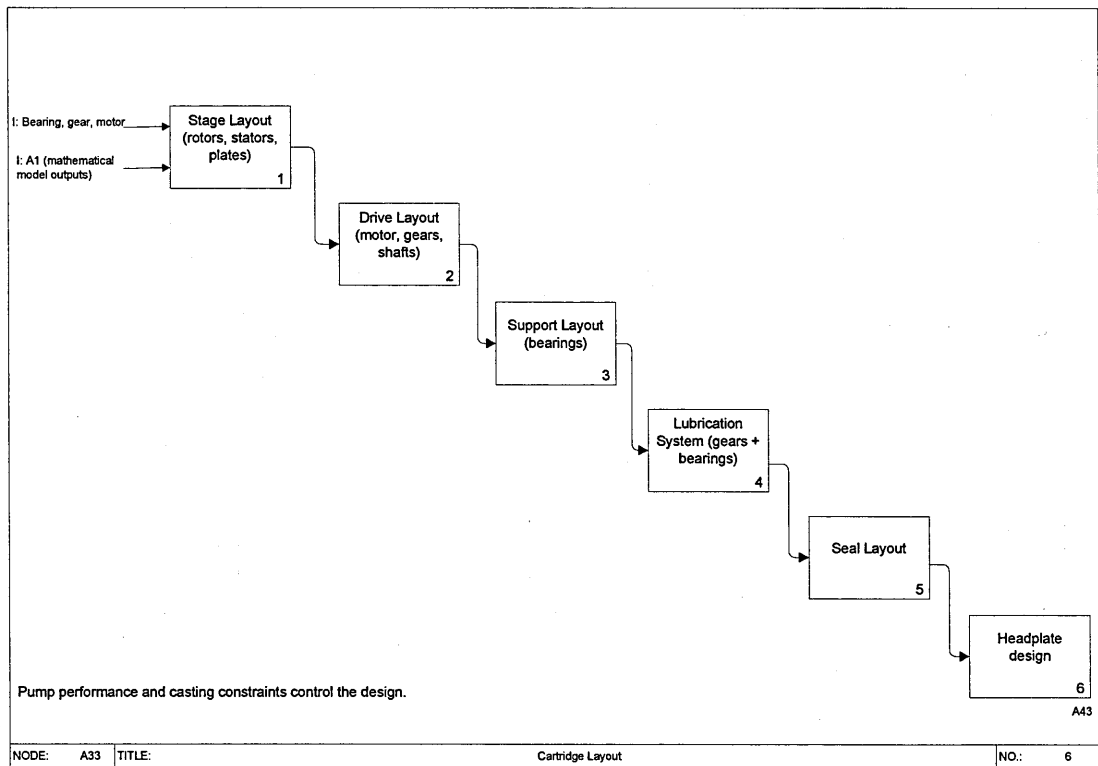 I: Bearing, gear, motor
I: A1 (mathematical
model outputs)
Stage Layout
(rotors, stators,
plates)
1
Drive Layout
(motor, gears,
shafts)
2
Support Layout
(bearings)
3
Lubrication
System (gears +
bearings)
4
Seal Layout
5
Headplate
design
6
A43
Pump performance and casting constraints control the design.
NODE: A33 TITLE: Cartridge Layout NO.: 6